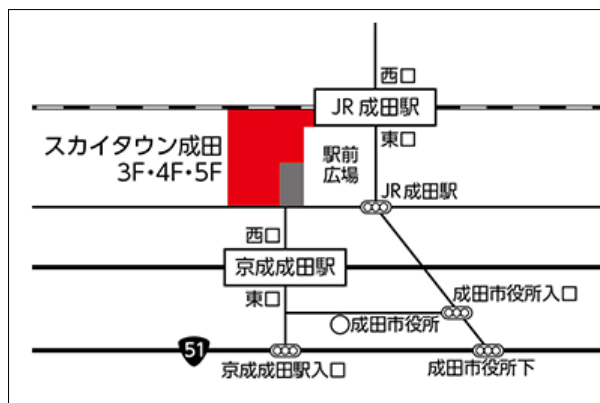 西口
JR成田駅
東口
スカイタウン成田
3F・4F・5F
駅前
広場
JR成田駅
西口
京成成田駅
東口
成田市役所入口
成田市役所
51
京成成田駅入口
成田市役所下